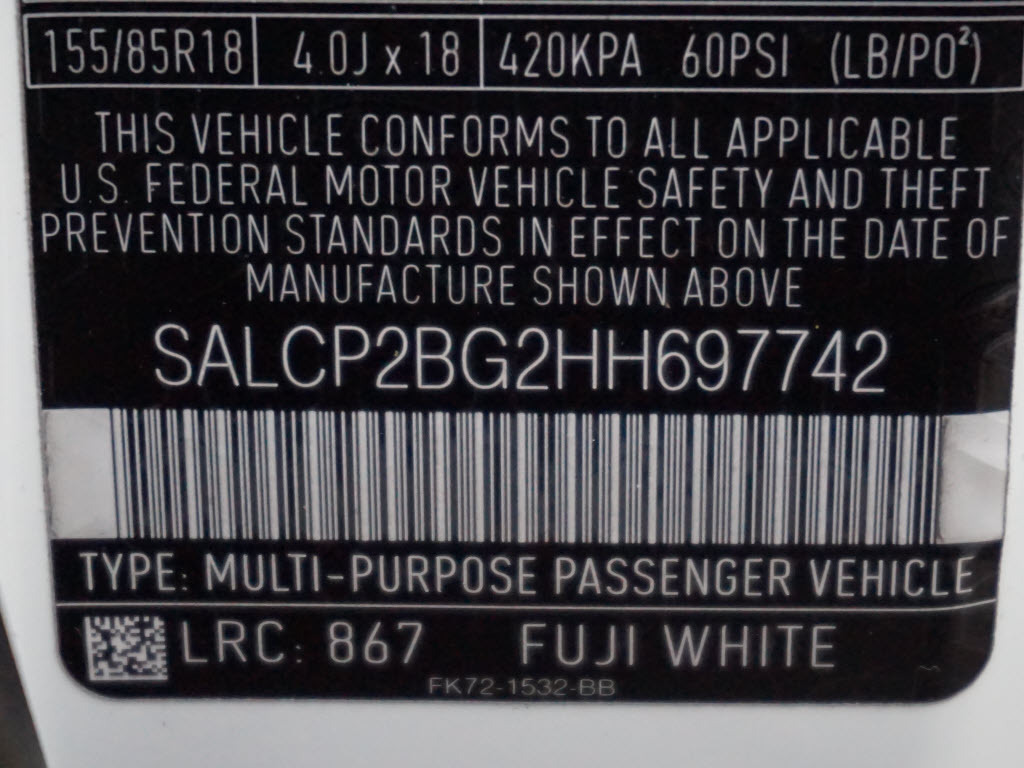 155/85R18 4.0J x 18 420KPA 60PSI (LB/PO²)
THIS VEHICLE CONFORMS TO ALL APPLICABLE
U.S. FEDERAL MOTOR VEHICLE SAFETY AND THEFT
PREVENTION STANDARDS IN EFFECT ON THE DATE OF
MANUFACTURE SHOWN ABOVE
SALCP2BG2HH697742
TYPE: MULTI-PURPOSE PASSENGER VEHICLE
LRC: 867 FUJI WHITE
FK72-1532-BB